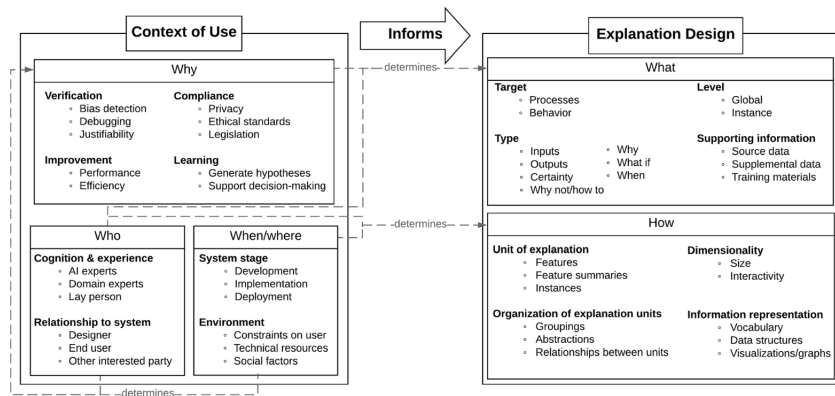 Context of Use
Informs
Explanation Design
Why
Verification
◦ Bias detection
◦ Debugging
◦ Justifiability
Compliance
◦ Privacy
◦ Ethical standards
◦ Legislation
Improvement
◦ Performance
◦ Efficiency
Learning
◦ Generate hypotheses
◦ Support decision-making
Who
Cognition & experience
◦ AI experts
◦ Domain experts
◦ Lay person
Relationship to system
◦ Designer
◦ End user
◦ Other interested party
When/where
System stage
◦ Development
◦ Implementation
◦ Deployment
Environment
◦ Constraints on user
◦ Technical resources
◦ Social factors
determines
determines
determines
What
Target
◦ Processes
◦ Behavior
Level
◦ Global
◦ Instance
Type
◦ Inputs
◦ Outputs
◦ Certainty
◦ Why not/how to
◦ Why
◦ What if
◦ When
Supporting information
◦ Source data
◦ Supplemental data
◦ Training materials
How
Unit of explanation
◦ Features
◦ Feature summaries
◦ Instances
Dimensionality
◦ Size
◦ Interactivity
Organization of explanation units
◦ Groupings
◦ Abstractions
◦ Relationships between units
Information representation
◦ Vocabulary
◦ Data structures
◦ Visualizations/graphs